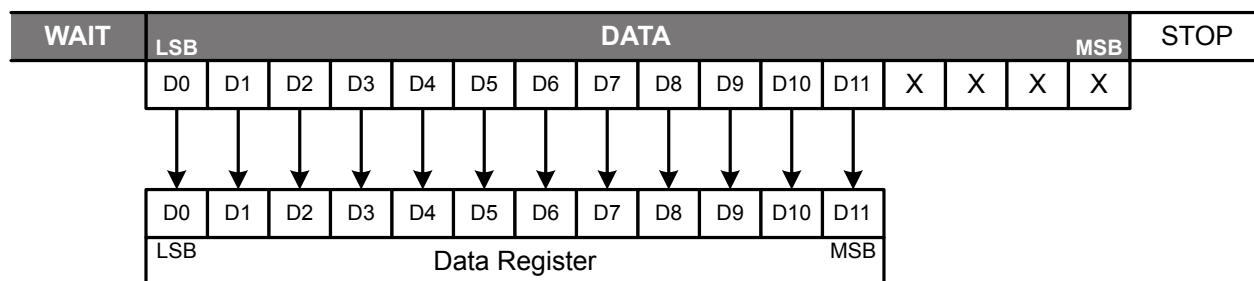 WAIT LSB DATA MSB STOP
D0 D1 D2 D3 D4 D5 D6 D7 D8 D9 D10 D11 X X X X
D0 D1 D2 D3 D4 D5 D6 D7 D8 D9 D10 D11
LSB Data Register MSB